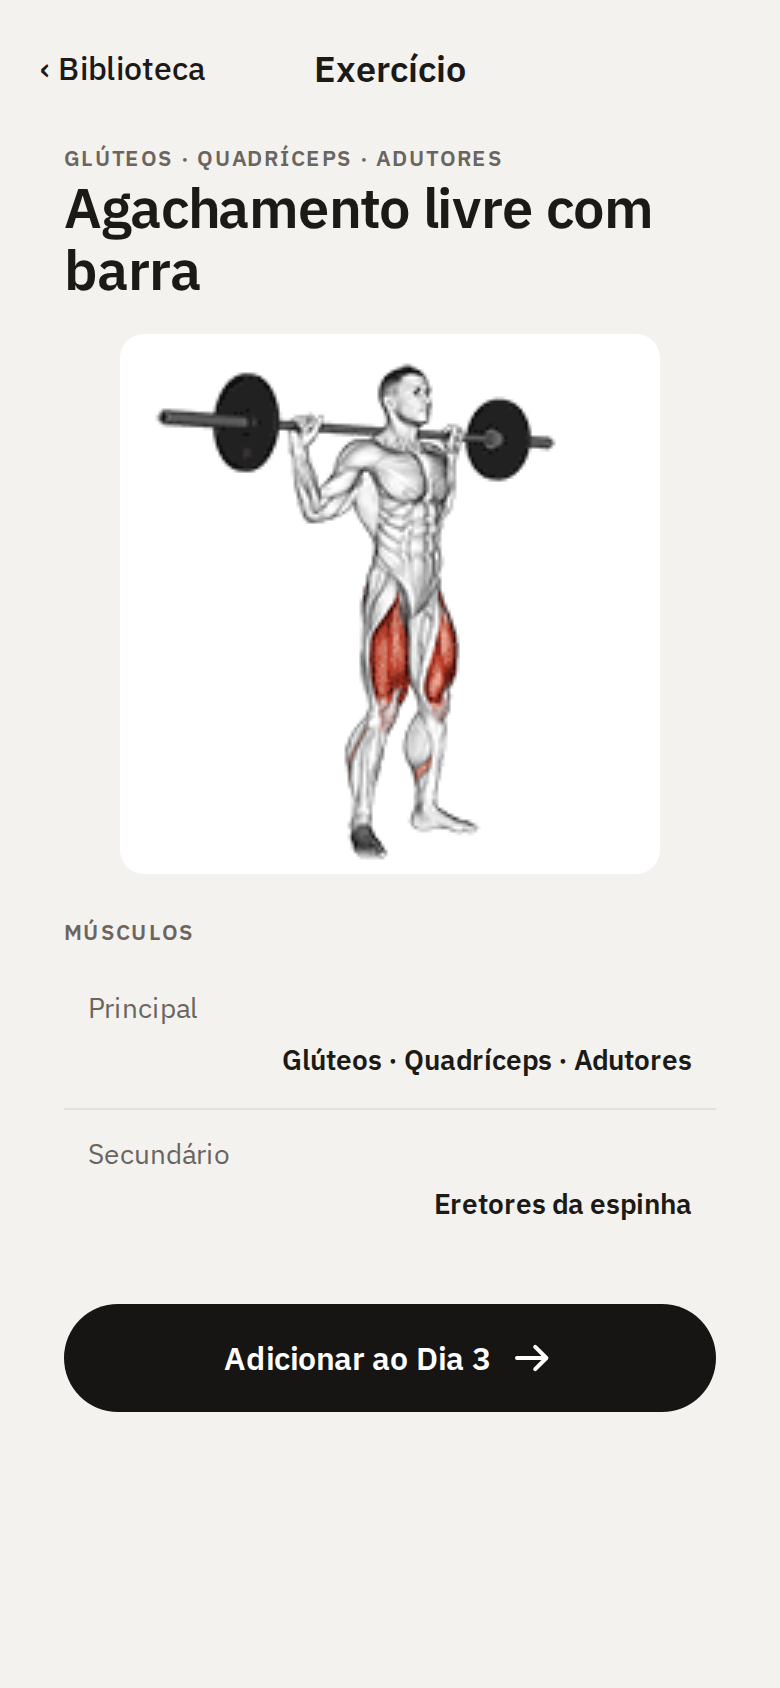 ‹ Biblioteca
Exercício
GLÚTEOS · QUADRÍCEPS · ADUTORES
Agachamento livre com
barra
MÚSCULOS
Principal
Glúteos · Quadríceps · Adutores
Secundário
Eretores da espinha
Adicionar ao Dia 3 →